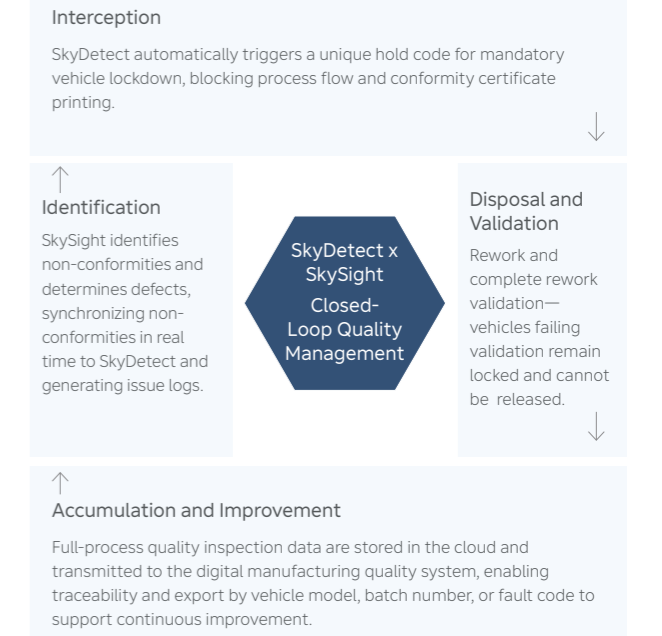 Interception
SkyDetect automatically triggers a unique hold code for mandatory
vehicle lockdown, blocking process flow and conformity certificate
printing.
Identification
SkySight identifies
non-conformities and
determines defects,
synchronizing non-
conformities in real
time to SkyDetect and
generating issue logs.
SkyDetect x
SkySight
Closed-
Loop Quality
Management
Disposal and
Validation
Rework and
complete rework
validation—
vehicles failing
validation remain
locked and cannot
be released.
Accumulation and Improvement
Full-process quality inspection data are stored in the cloud and
transmitted to the digital manufacturing quality system, enabling
traceability and export by vehicle model, batch number, or fault code to
support continuous improvement.